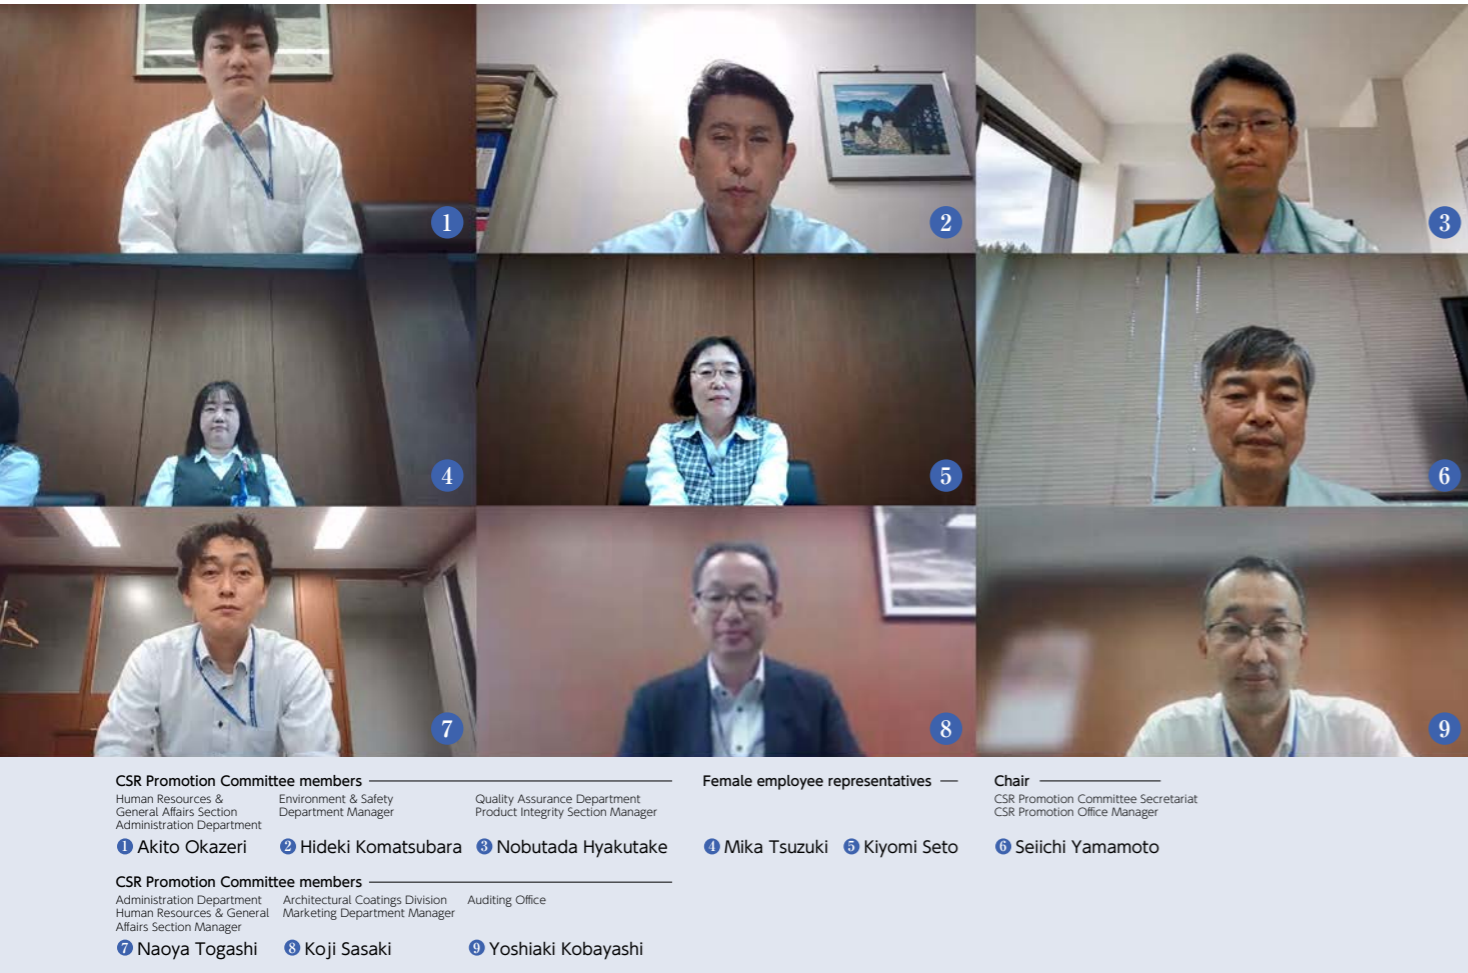 1
2
3
4
5
6
7
8
9
CSR Promotion Committee members
Human Resources &
General Affairs Section
Administration Department
1 Akito Okazeri
Environment & Safety
Department Manager
2 Hideki Komatsubara
Quality Assurance Department
Product Integrity Section Manager
3 Nobutada Hyakutake
Female employee representatives
4 Mika Tsuzuki
5 Kiyomi Seto
Chair
CSR Promotion Committee Secretariat
CSR Promotion Office Manager
6 Seiichi Yamamoto
CSR Promotion Committee members
Administration Department
Human Resources & General
Affairs Section Manager
7 Naoya Togashi
Architectural Coatings Division
Marketing Department Manager
8 Koji Sasaki
Auditing Office
9 Yoshiaki Kobayashi